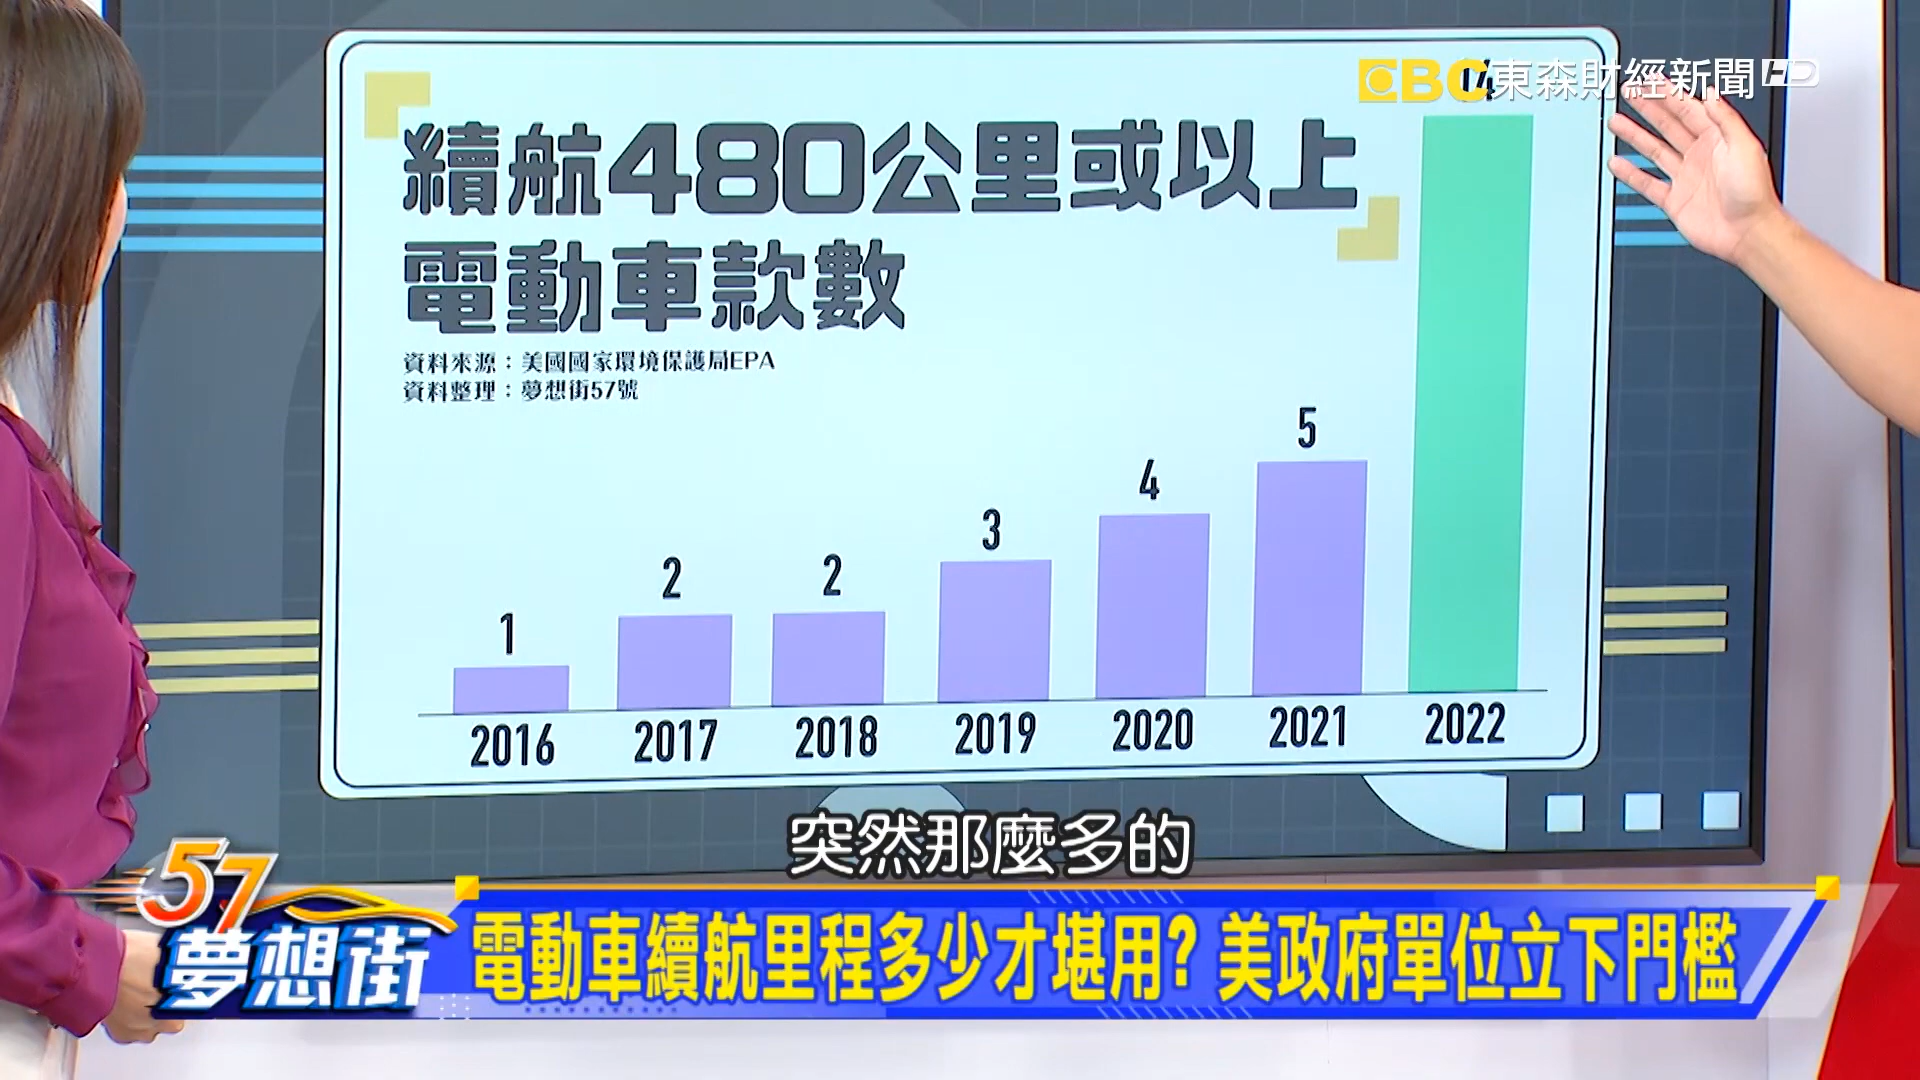 EBC東森財經新聞HD
14
續航480公里或以上
電動車款數
資料來源：美國國家環境保護局EPA
資料整理：夢想街57號
5
4
3
2
2
1
2016
2017
2018
2019
2020
2021
2022
突然那麼多的
57
夢想街
電動車續航里程多少才堪用？美政府單位立下門檻